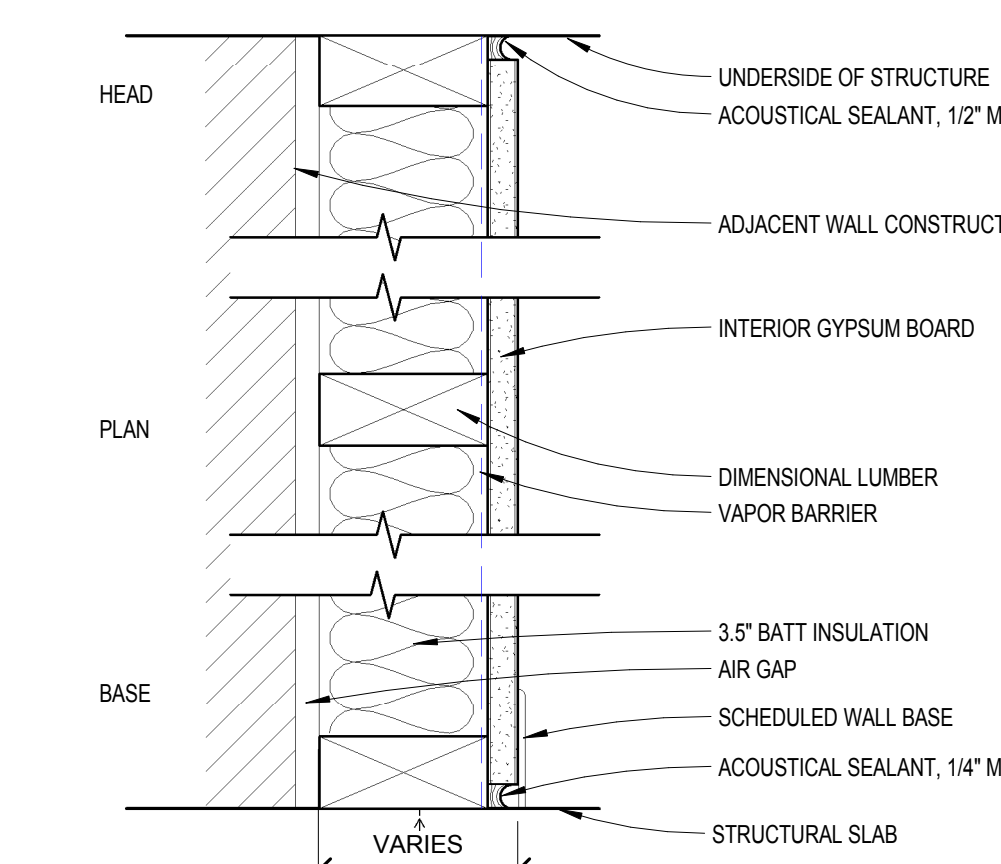 HEAD
UNDERSIDE OF STRUCTURE
ACOUSTICAL SEALANT, 1/2" M
ADJACENT WALL CONSTRUCT
INTERIOR GYPSUM BOARD
PLAN
DIMENSIONAL LUMBER
VAPOR BARRIER
3.5" BATT INSULATION
AIR GAP
BASE
SCHEDULED WALL BASE
ACOUSTICAL SEALANT, 1/4" M
STRUCTURAL SLAB
VARIES